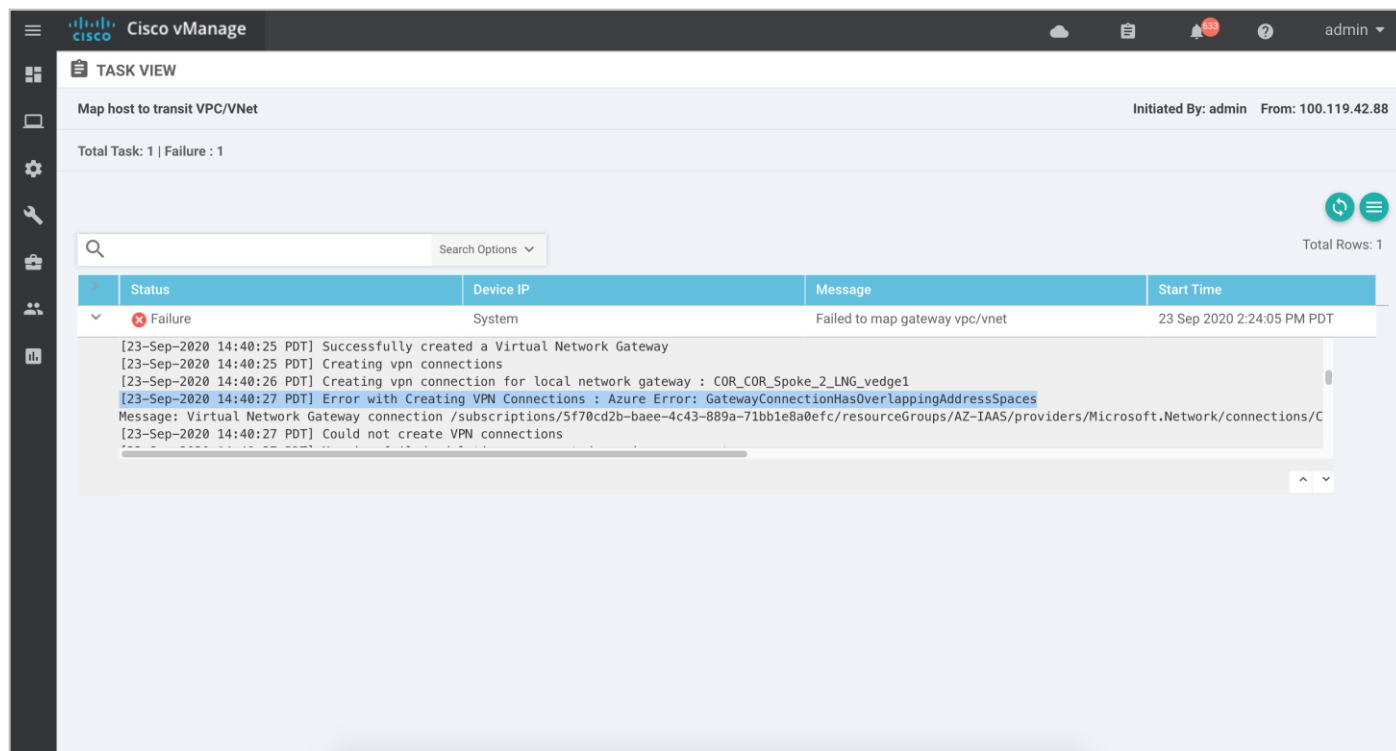 cisco Cisco vManage 633 admin
TASK VIEW
Map host to transit VPC/VNet Initiated By: admin From: 100.119.42.88
Total Task: 1 | Failure : 1
Search Options Total Rows: 1
Status Device IP Message Start Time
Failure System Failed to map gateway vpc/vnet 23 Sep 2020 2:24:05 PM PDT
[23-Sep-2020 14:40:25 PDT] Successfully created a Virtual Network Gateway
[23-Sep-2020 14:40:25 PDT] Creating vpn connections
[23-Sep-2020 14:40:26 PDT] Creating vpn connection for local network gateway : COR_COR_Spoke_2_LNG_vedge1
[23-Sep-2020 14:40:27 PDT] Error with Creating VPN Connections : Azure Error: GatewayConnectionHasOverlappingAddressSpaces
Message: Virtual Network Gateway connection /subscriptions/5f70cd2b-baee-4c43-889a-71bb1e8a0efc/resourceGroups/AZ-IAAS/providers/Microsoft.Network/connections/C
[23-Sep-2020 14:40:27 PDT] Could not create VPN connections